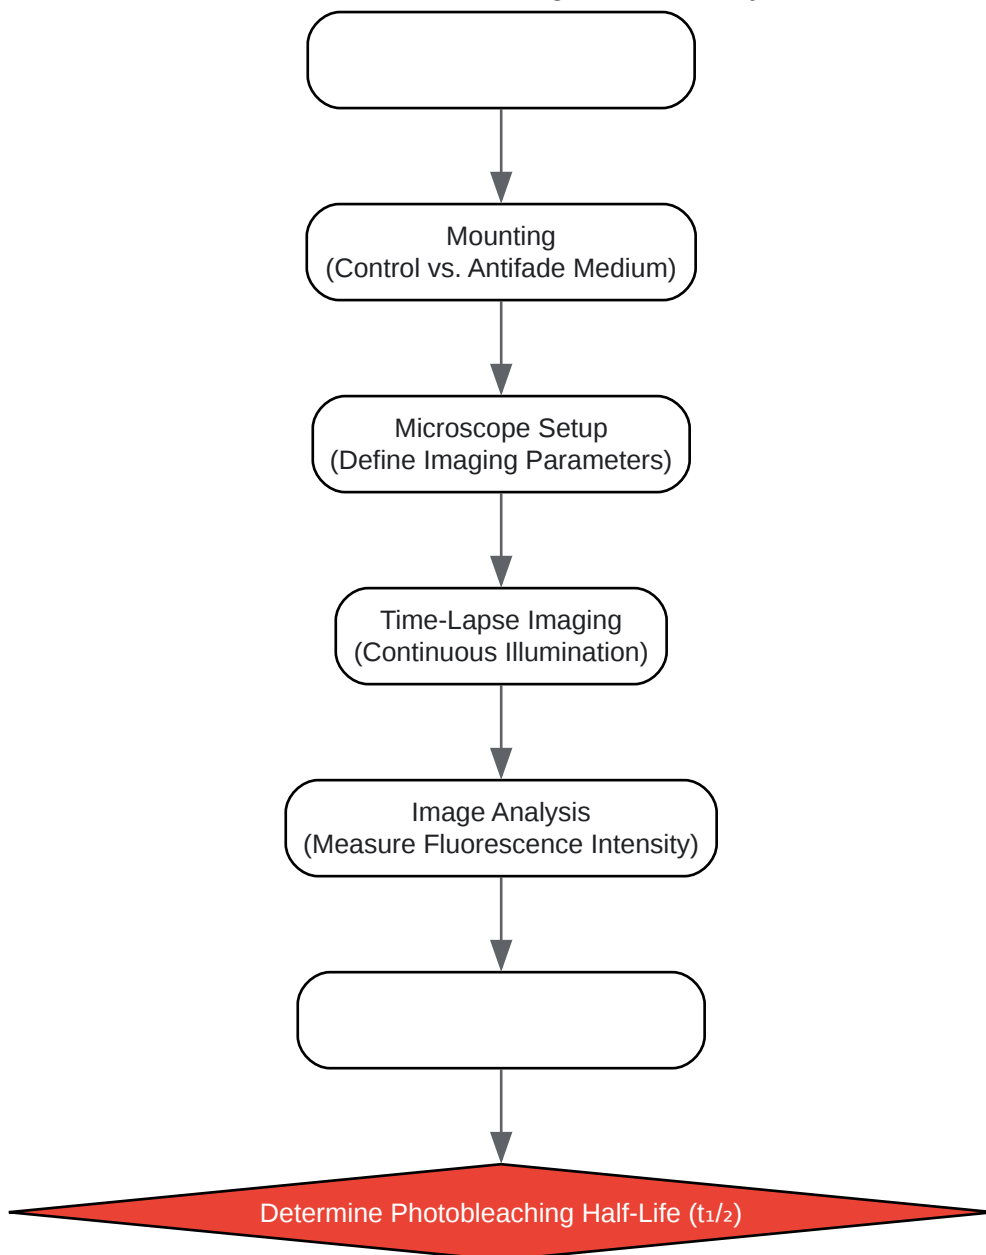 Mounting
(Control vs. Antifade Medium)
Microscope Setup
(Define Imaging Parameters)
Time-Lapse Imaging
(Continuous Illumination)
Image Analysis
(Measure Fluorescence Intensity)
Determine Photobleaching Half-Life (t₁/₂)